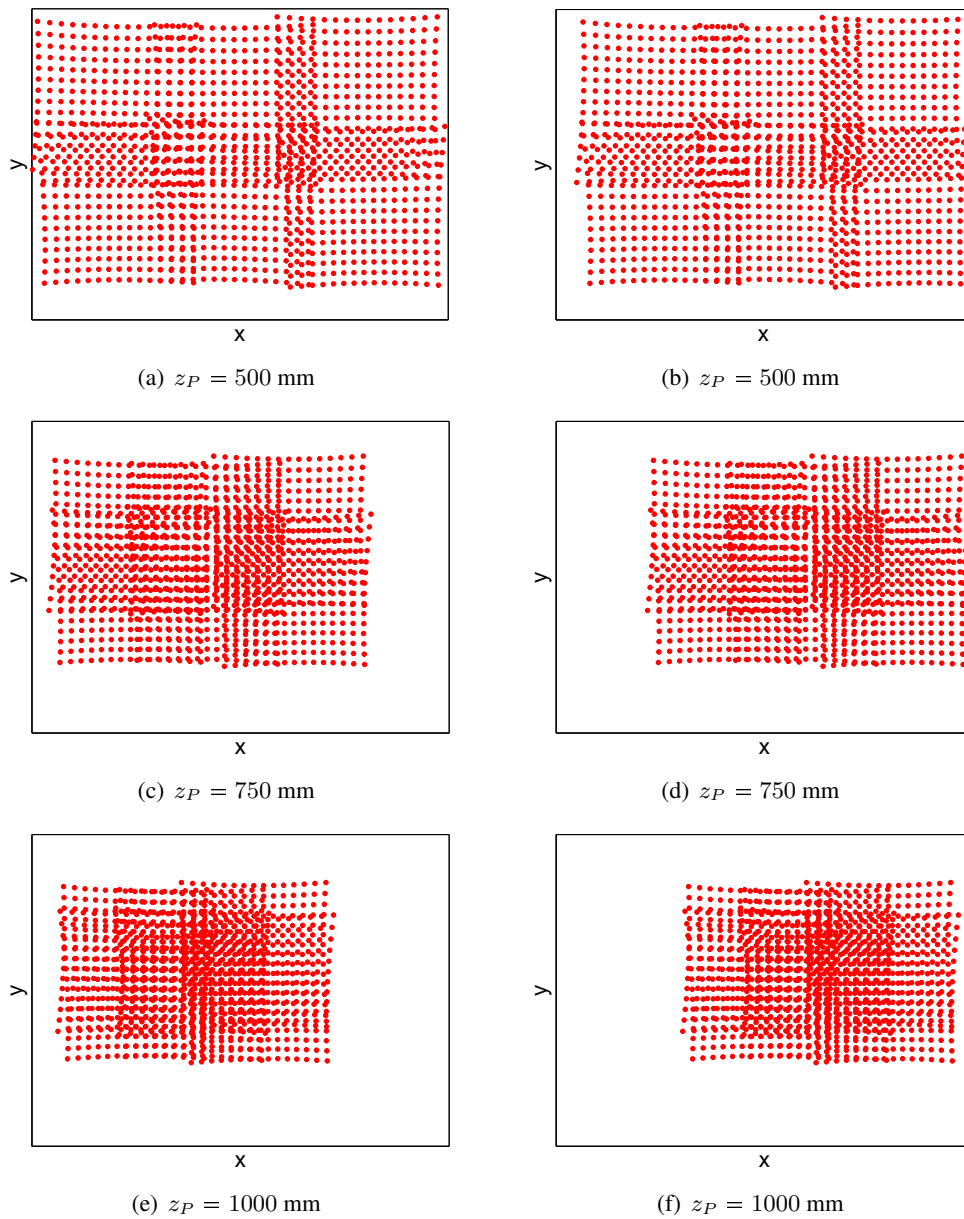 y
y
x
x
(a) z_P = 500 mm
(b) z_P = 500 mm
y
y
x
x
(c) z_P = 750 mm
(d) z_P = 750 mm
y
y
x
x
(e) z_P = 1000 mm
(f) z_P = 1000 mm